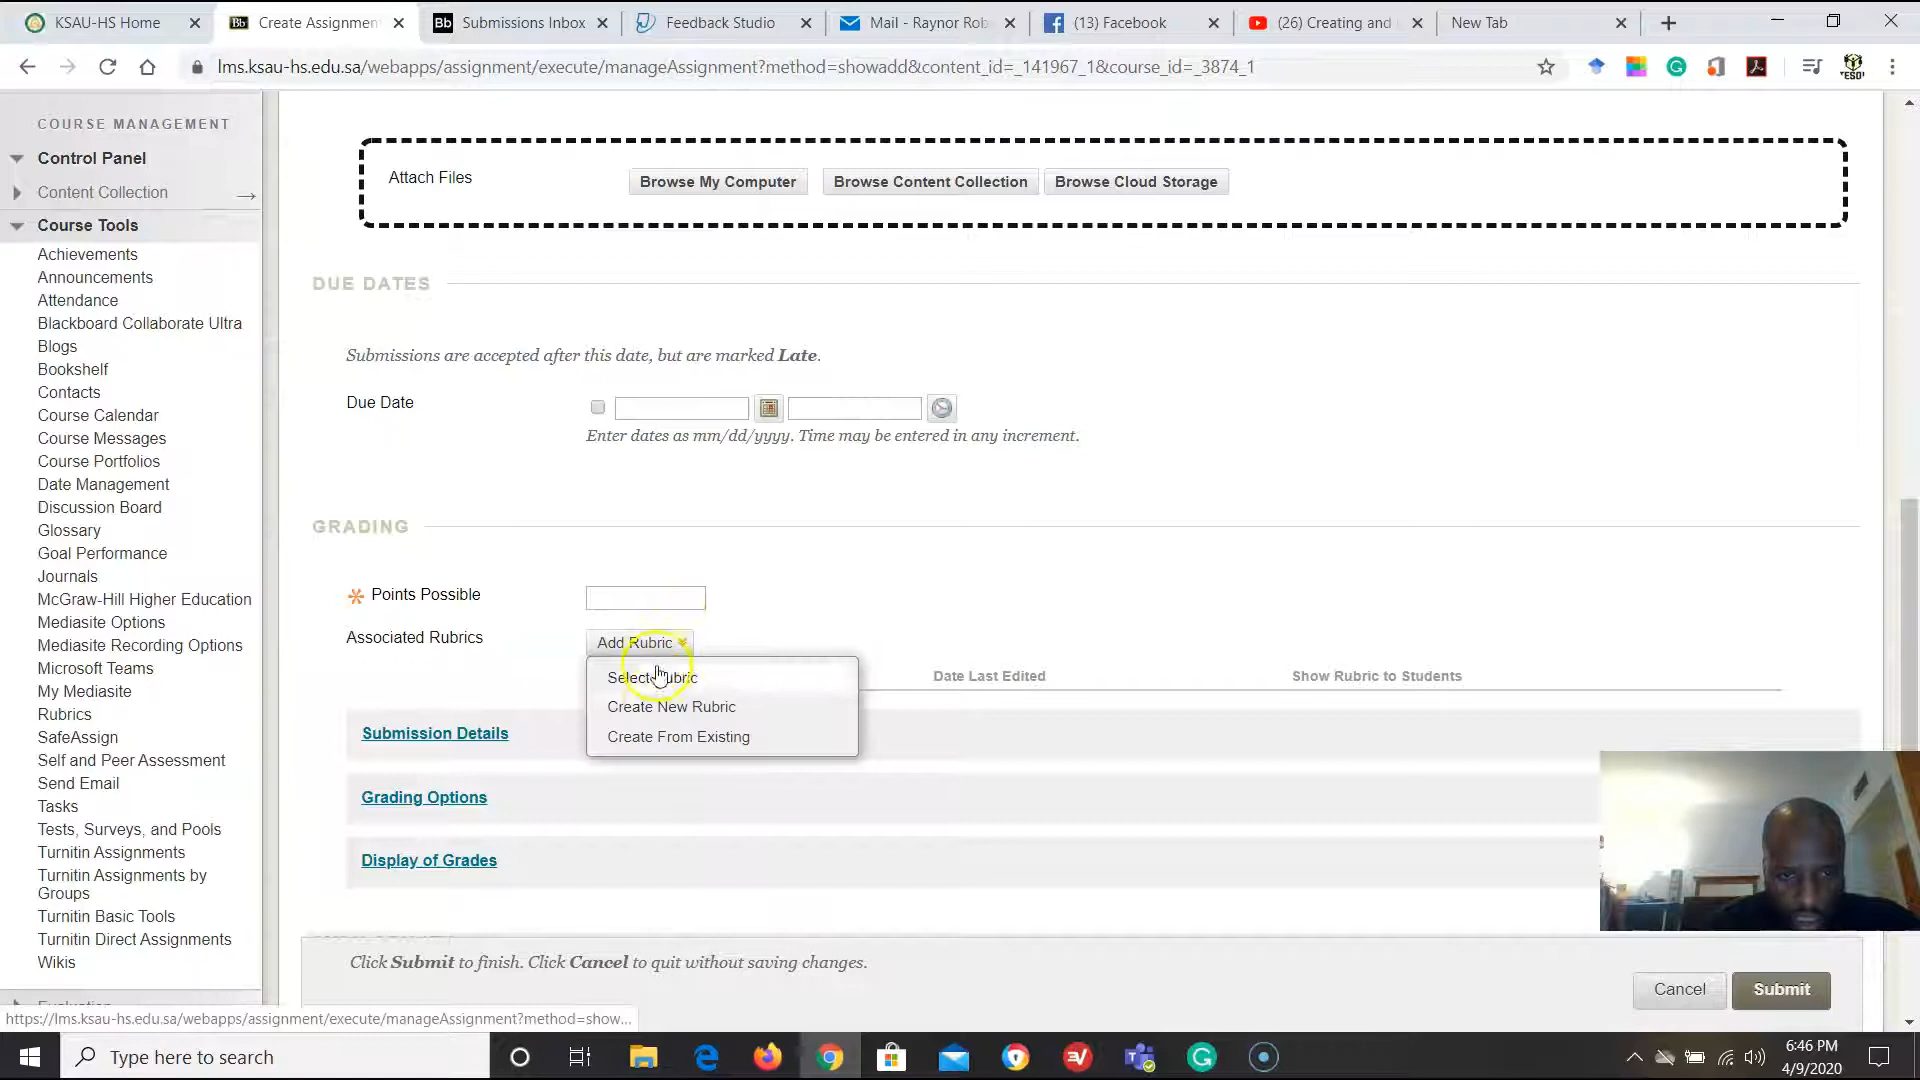 KSAU-HS Home
Create Assignment
Submissions Inbox
Feedback Studio
Mail - Raynor Rob
(13) Facebook
(26) Creating and
New Tab
lms.ksau-hs.edu.sa/webapps/assignment/execute/manageAssignment?method=showadd&content_id=_141967_1&course_id=_3874_1
COURSE MANAGEMENT
Control Panel
Content Collection
Course Tools
Achievements
Announcements
Attendance
Blackboard Collaborate Ultra
Blogs
Bookshelf
Contacts
Course Calendar
Course Messages
Course Portfolios
Date Management
Discussion Board
Glossary
Goal Performance
Journals
McGraw-Hill Higher Education
Mediasite Options
Mediasite Recording Options
Microsoft Teams
My Mediasite
Rubrics
SafeAssign
Self and Peer Assessment
Send Email
Tasks
Tests, Surveys, and Pools
Turnitin Assignments
Turnitin Assignments by
Groups
Turnitin Basic Tools
Turnitin Direct Assignments
Wikis
Attach Files
Browse My Computer
Browse Content Collection
Browse Cloud Storage
DUE DATES
Submissions are accepted after this date, but are marked Late.
Due Date
Enter dates as mm/dd/yyyy. Time may be entered in any increment.
GRADING
Points Possible
Associated Rubrics
Add Rubric
Select Rubric
Create New Rubric
Create From Existing
Date Last Edited
Show Rubric to Students
Submission Details
Grading Options
Display of Grades
Click Submit to finish. Click Cancel to quit without saving changes.
Cancel
Submit
https://lms.ksau-hs.edu.sa/webapps/assignment/execute/manageAssignment?method=show...
Type here to search
6:46 PM
4/9/2020